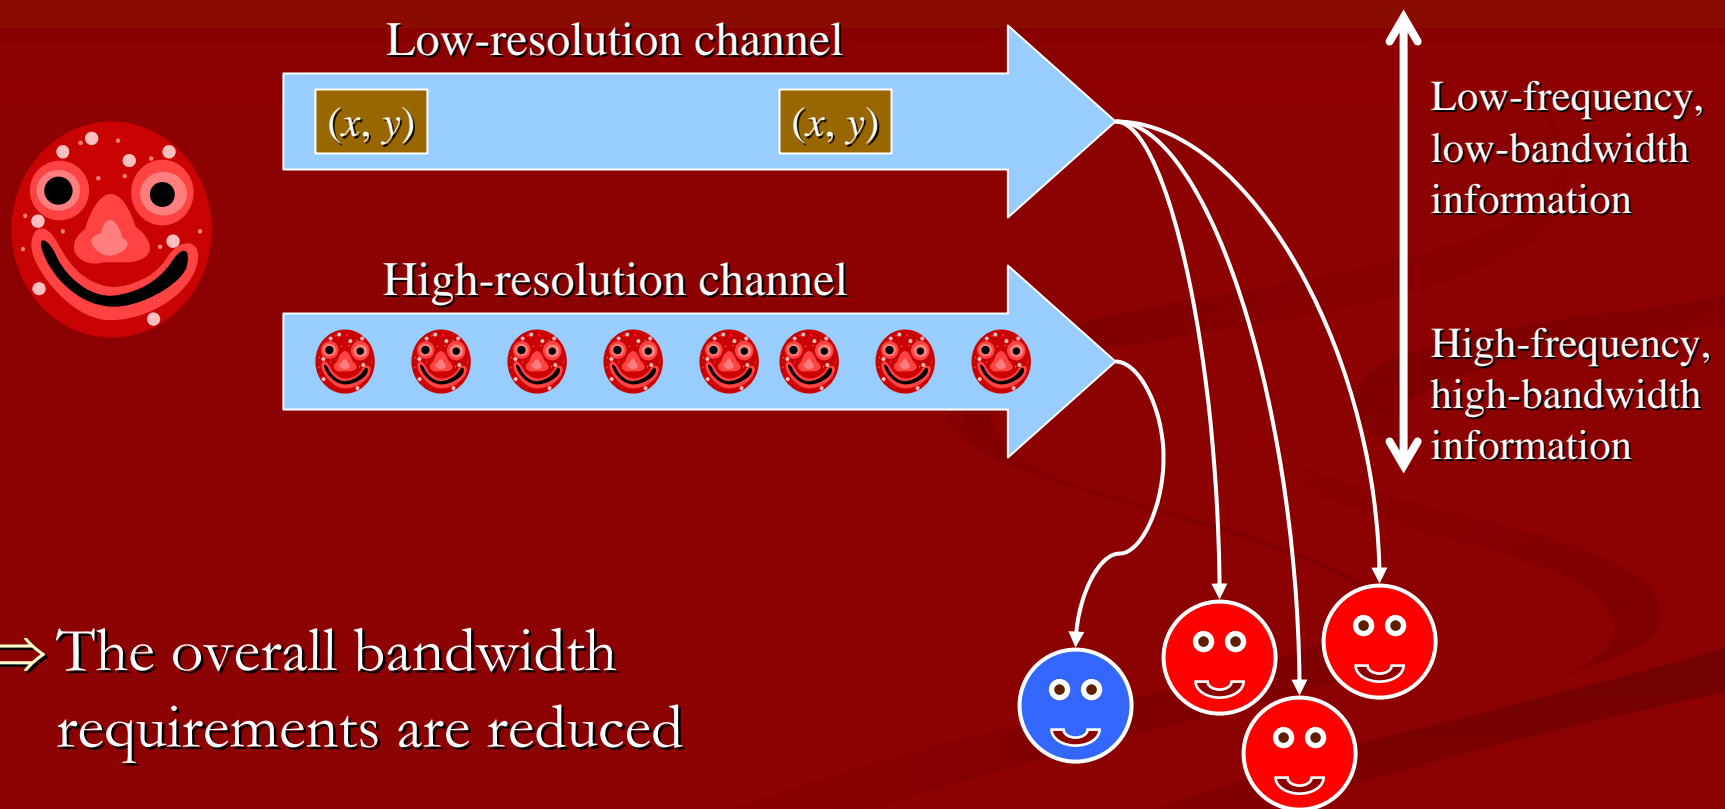 Low-resolution channel
(x, y)
(x, y)
Low-frequency,
low-bandwidth
information
High-resolution channel
High-frequency,
high-bandwidth
information
⇒ The overall bandwidth
requirements are reduced